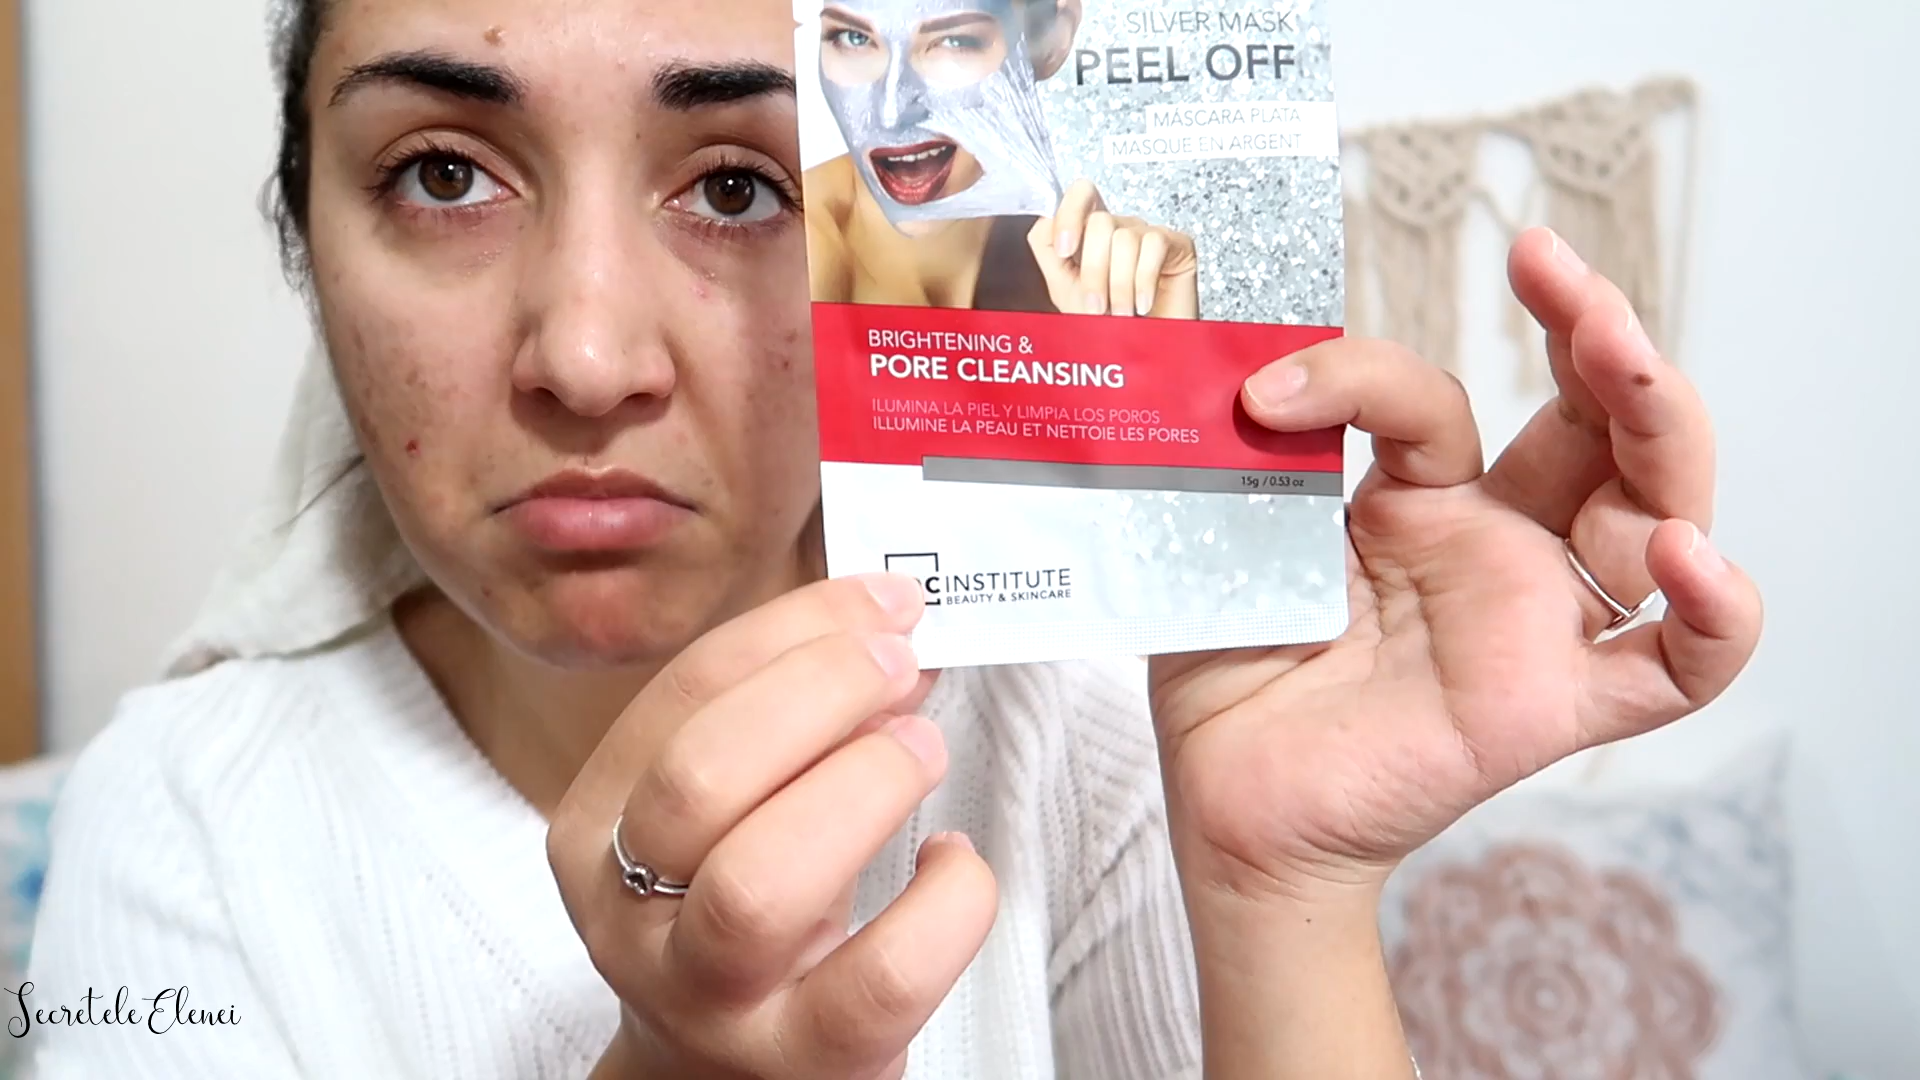 SILVER MASK
PEEL OFF
MÁSCARA PLATA
MASQUE EN ARGENT
BRIGHTENING &
PORE CLEANSING
ILUMINA LA PIEL Y LIMPIA LOS POROS
ILLUMINE LA PEAU ET NETTOIE LES PORES
15g / 0.53 oz
INSTITUTE
BEAUTY & SKINCARE
Secretele Elenei